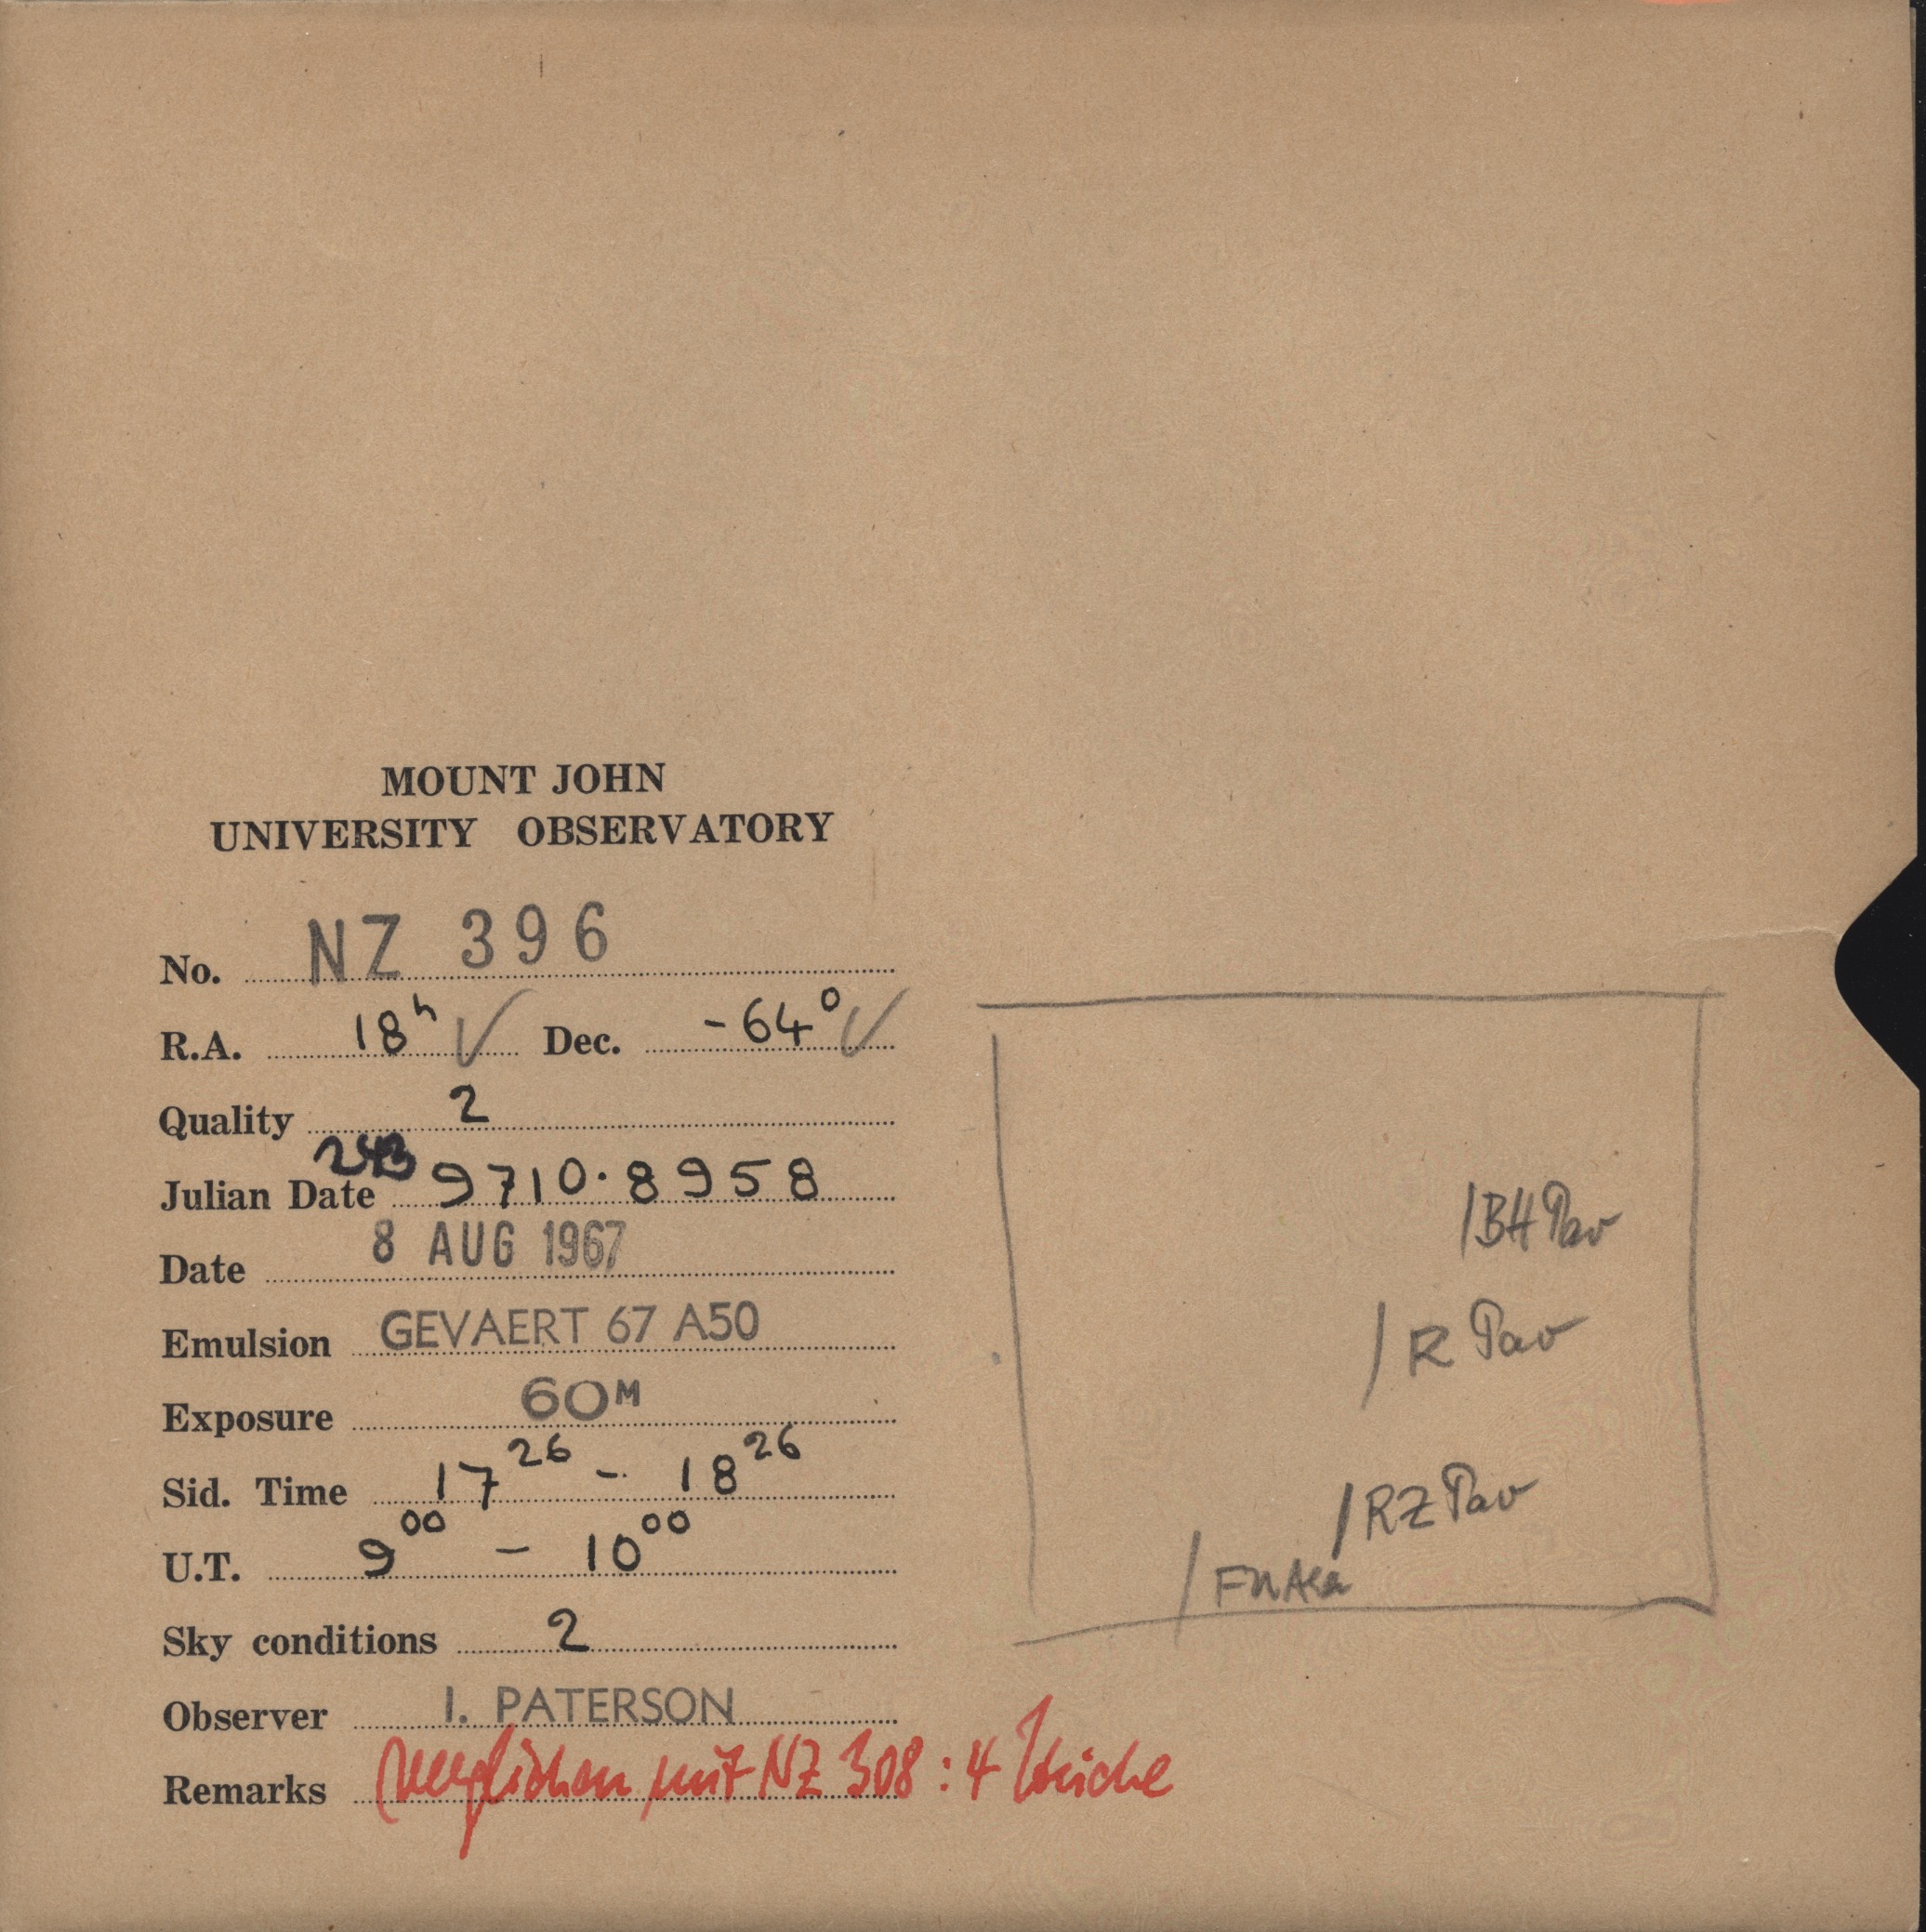 MOUNT JOHN
UNIVERSITY OBSERVATORY
No. NZ 396
R.A. 18h ✓ Dec. -64° ✓
Quality 2
Julian Date 243 9710.8958
Date 8 AUG 1967
Emulsion GEVAERT 67 A50
Exposure 60M
Sid. Time 17 26 - 18 26
U.T. 9 00 - 10 00
Sky conditions 2
Observer I. PATERSON
Remarks verglichen mit NZ 308 : 4 Striche
BH Pav
R Pav
RZ Pav